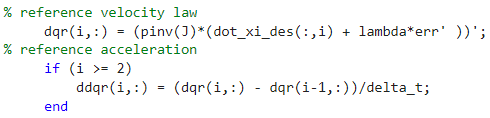 % reference velocity law
dqr(i,:) = (pinv(J)*(dot_xi_des(:,i) + lambda*err' ))';
% reference acceleration
if (i >= 2)
ddqr(i,:) = (dqr(i,:) - dqr(i-1,:))/delta_t;
end